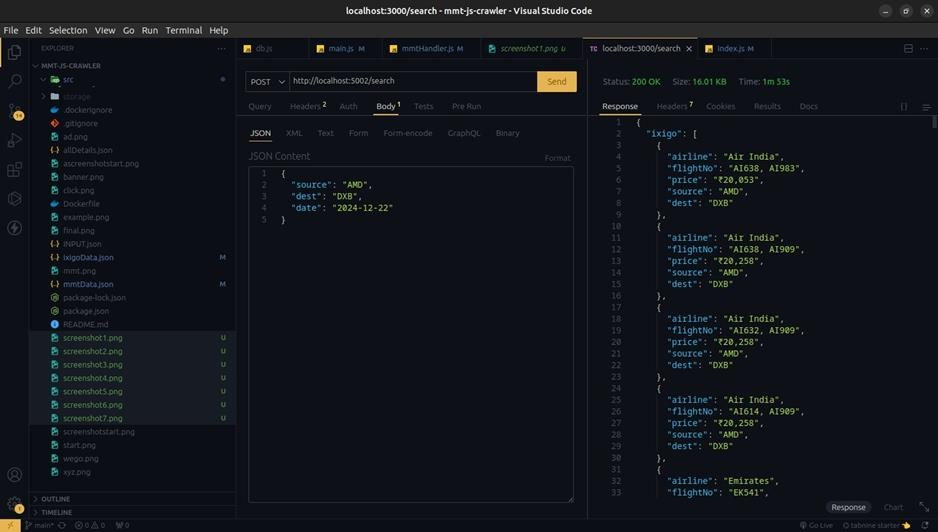 localhost:3000/search - mmt-js-crawler - Visual Studio Code
File Edit Selection View Go Run Terminal Help
EXPLORER
MMT-JS-CRAWLER
src
storage
.dockerignore
.gitignore
ad.png
allDetails.json
ascreenshotstart.png
banner.png
click.png
Dockerfile
example.png
final.png
INPUT.json
ixigoData.json M
mmt.png
mmtData.json M
package-lock.json
package.json
README.md
screenshot1.png U
screenshot2.png U
screenshot3.png U
screenshot4.png U
screenshot5.png U
screenshot6.png U
screenshot7.png U
screenshotstart.png
start.png
wego.png
xyz.png
OUTLINE
TIMELINE
14
1
db.js
main.js M
mmtHandler.js M
screenshot1.png U
TC localhost:3000/search
index.js M
POST http://localhost:5002/search Send
Query Headers 2 Auth Body 1 Tests Pre Run
JSON XML Text Form Form-encode GraphQL Binary
JSON Content Format
1 {
2 "source": "AMD",
3 "dest": "DXB",
4 "date": "2024-12-22"
5 }
Status: 200 OK Size: 16.01 KB Time: 1m 53s
Response Headers 7 Cookies Results Docs { }
1 {
2 "ixigo": [
3 {
4 "airline": "Air India",
5 "flightNo": "AI638, AI983",
6 "price": "₹20,053",
7 "source": "AMD",
8 "dest": "DXB"
9 },
10 {
11 "airline": "Air India",
12 "flightNo": "AI638, AI909",
13 "price": "₹20,258",
14 "source": "AMD",
15 "dest": "DXB"
16 },
17 {
18 "airline": "Air India",
19 "flightNo": "AI632, AI909",
20 "price": "₹20,258",
21 "source": "AMD",
22 "dest": "DXB"
23 },
24 {
25 "airline": "Air India",
26 "flightNo": "AI614, AI909",
27 "price": "₹20,258",
28 "source": "AMD",
29 "dest": "DXB"
30 },
31 {
32 "airline": "Emirates",
33 "flightNo": "EK541",
Response Chart
main* 0 0 0 Go Live tabnine starter